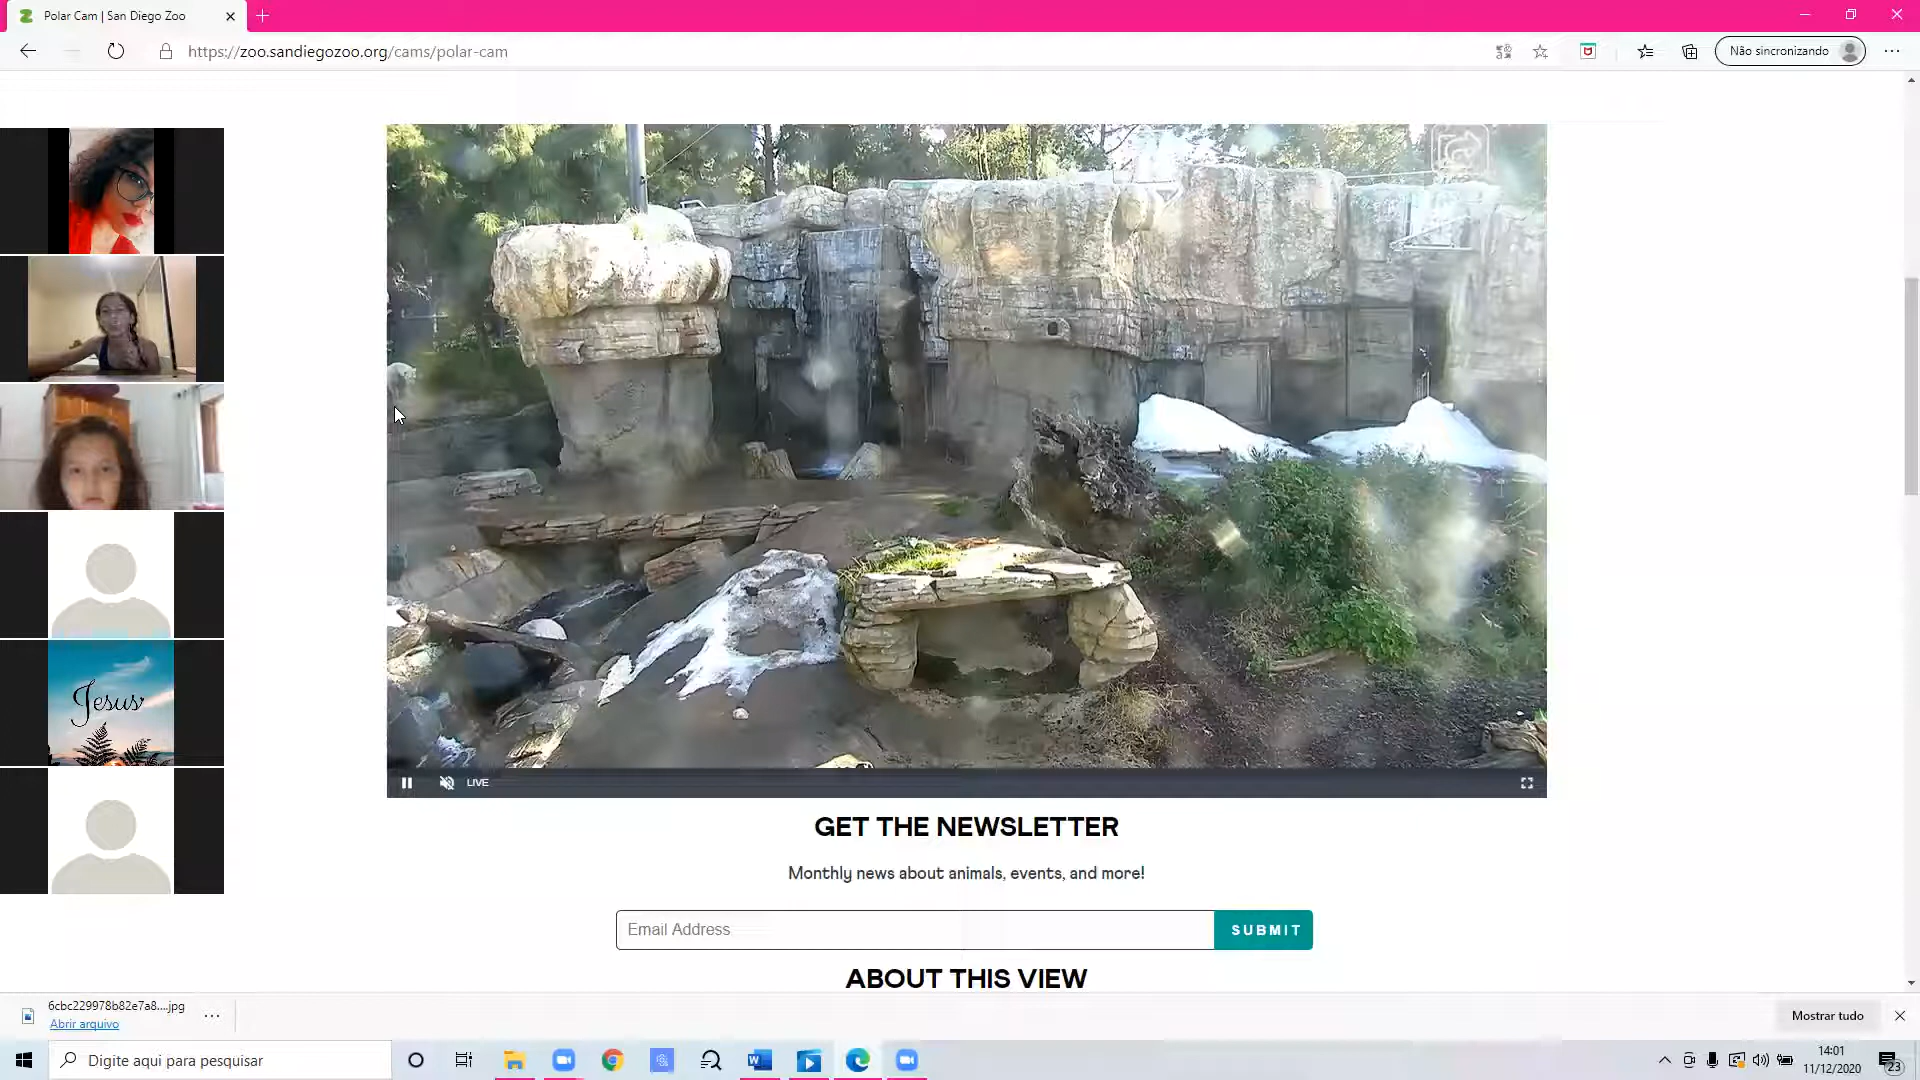 Polar Cam | San Diego Zoo
https://zoo.sandiegozoo.org/cams/polar-cam
Não sincronizando
Jesus
LIVE
GET THE NEWSLETTER
Monthly news about animals, events, and more!
Email Address
SUBMIT
ABOUT THIS VIEW
6cbc229978b82e7a8....jpg
Abrir arquivo
Mostrar tudo
Digite aqui para pesquisar
14:01
11/12/2020
23